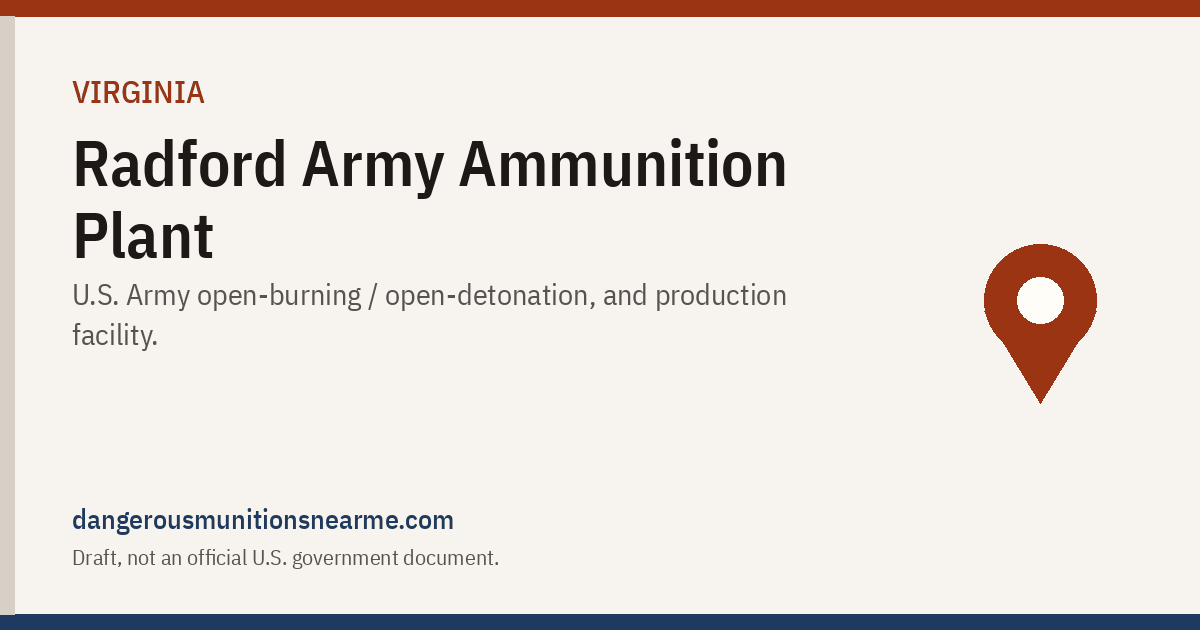 VIRGINIA
Radford Army Ammunition
Plant
U.S. Army open-burning / open-detonation, and production
facility.
dangerousmunitionsnearme.com
Draft, not an official U.S. government document.